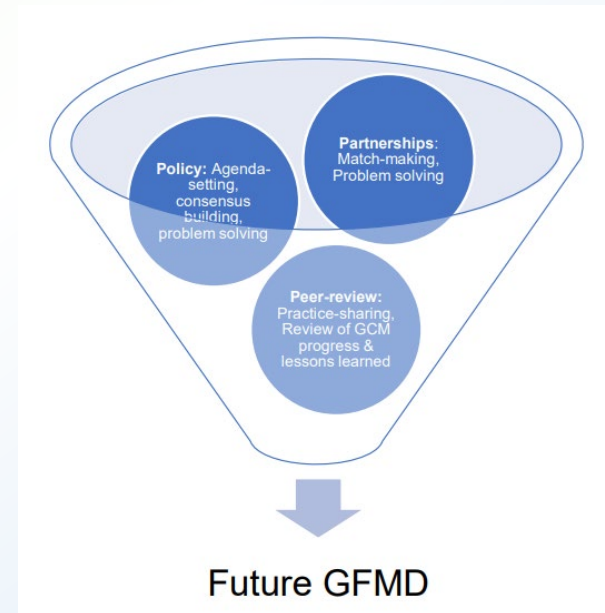 Policy: Agenda-
setting,
consensus
building,
problem solving
Partnerships:
Match-making,
Problem solving
Peer-review:
Practice-sharing,
Review of GCM
progress &
lessons learned
Future GFMD